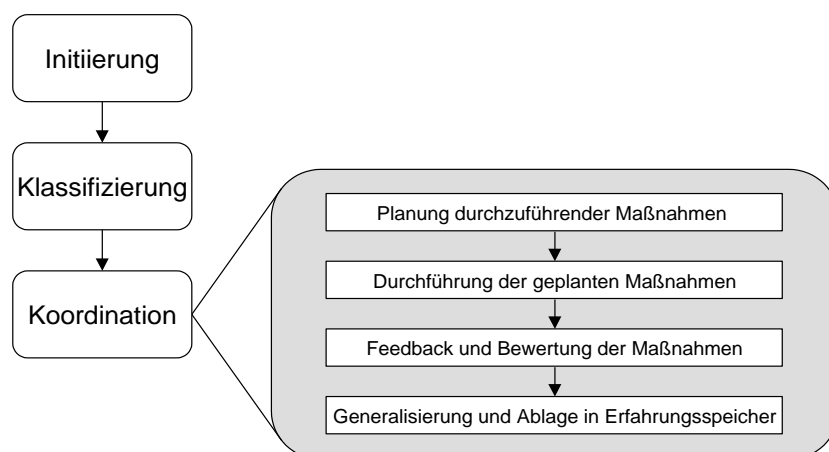 Initiierung
Klassifizierung
Koordination
Planung durchzuführender Maßnahmen
Durchführung der geplanten Maßnahmen
Feedback und Bewertung der Maßnahmen
Generalisierung und Ablage in Erfahrungsspeicher